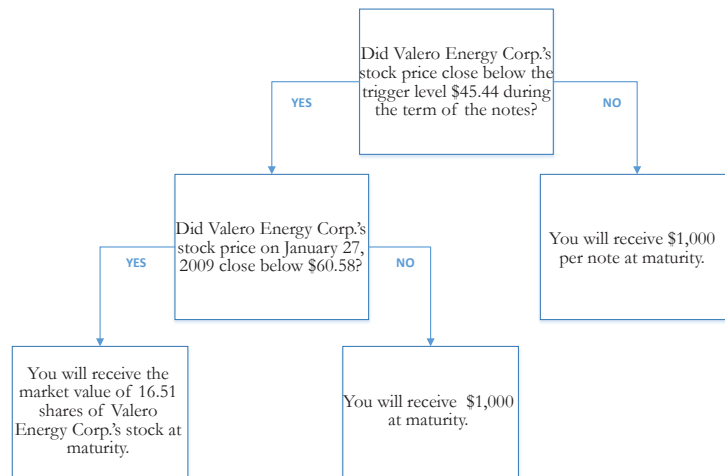 Did Valero Energy Corp.'s
stock price close below the
trigger level $45.44 during
the term of the notes?
YES
NO
Did Valero Energy Corp.'s
stock price on January 27,
2009 close below $60.58?
You will receive $1,000
per note at maturity.
YES
NO
You will receive the
market value of 16.51
shares of Valero
Energy Corp.'s stock at
maturity.
You will receive $1,000
at maturity.